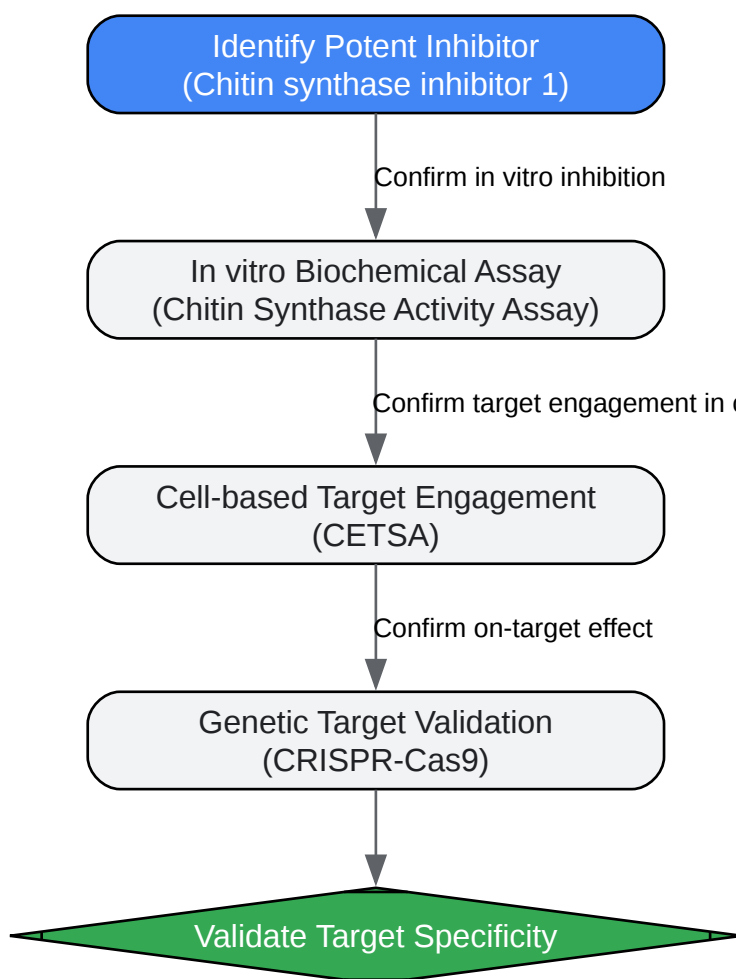 Identify Potent Inhibitor
(Chitin synthase inhibitor 1)
Confirm in vitro inhibition
In vitro Biochemical Assay
(Chitin Synthase Activity Assay)
Confirm target engagement in
Cell-based Target Engagement
(CETSA)
Confirm on-target effect
Genetic Target Validation
(CRISPR-Cas9)
Validate Target Specificity